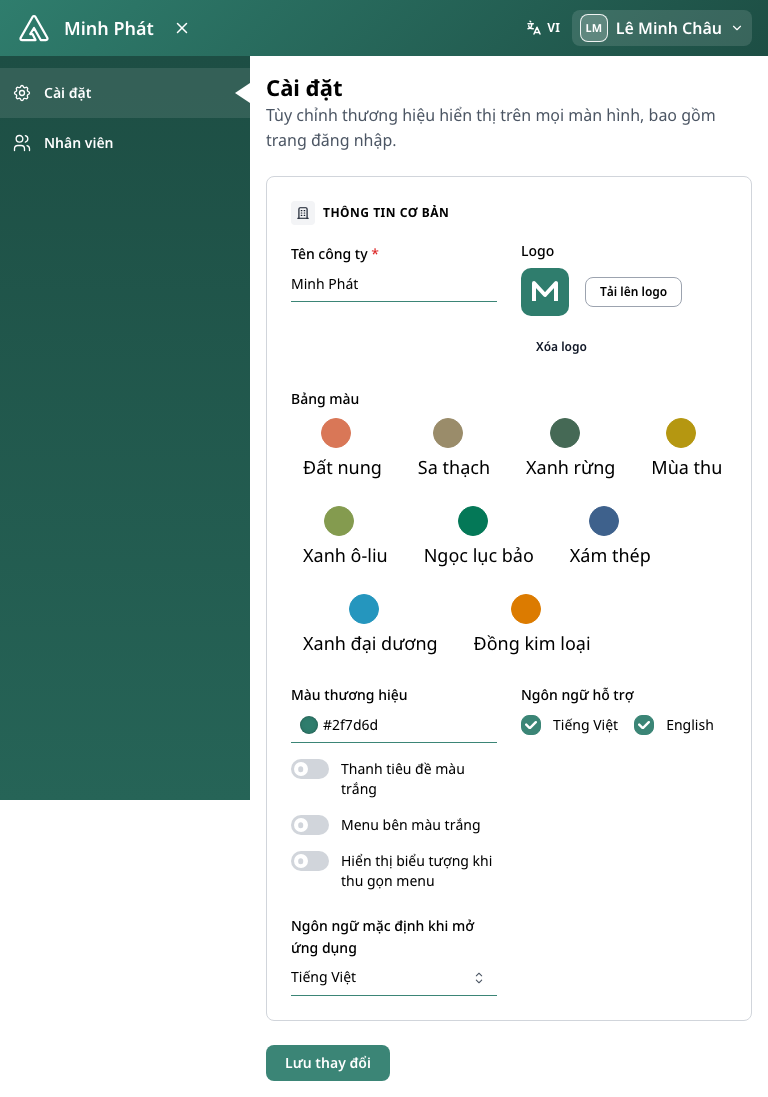 Minh Phát
VI
LM
Lê Minh Châu
Cài đặt
Nhân viên
Cài đặt
Tùy chỉnh thương hiệu hiển thị trên mọi màn hình, bao gồm
trang đăng nhập.
THÔNG TIN CƠ BẢN
Tên công ty *
Minh Phát
Logo
M
Tải lên logo
Xóa logo
Bảng màu
Đất nung
Sa thạch
Xanh rừng
Mùa thu
Xanh ô-liu
Ngọc lục bảo
Xám thép
Xanh đại dương
Đồng kim loại
Màu thương hiệu
#2f7d6d
Ngôn ngữ hỗ trợ
Tiếng Việt
English
Thanh tiêu đề màu
trắng
Menu bên màu trắng
Hiển thị biểu tượng khi
thu gọn menu
Ngôn ngữ mặc định khi mở
ứng dụng
Tiếng Việt
Lưu thay đổi